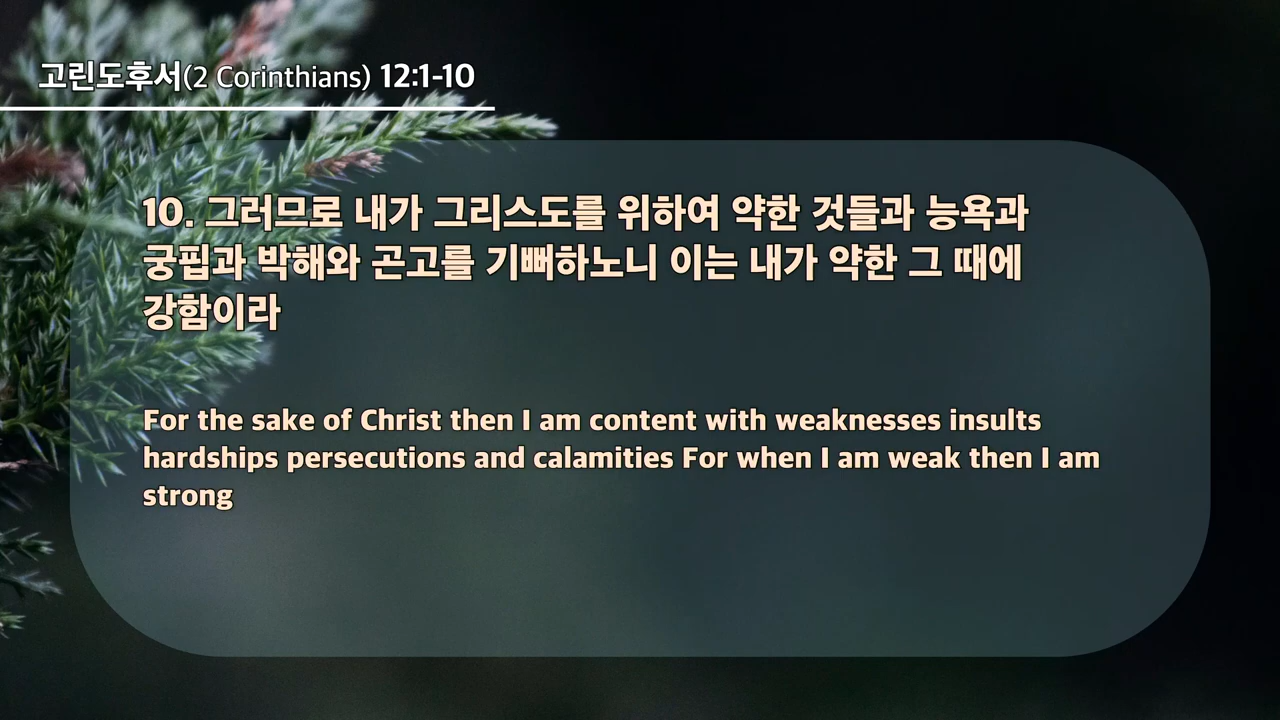 고린도후서(2 Corinthians) 12:1-10
10. 그러므로 내가 그리스도를 위하여 약한 것들과 능욕과
궁핍과 박해와 곤고를 기뻐하노니 이는 내가 약한 그 때에
강함이라
For the sake of Christ then I am content with weaknesses insults
hardships persecutions and calamities For when I am weak then I am
strong